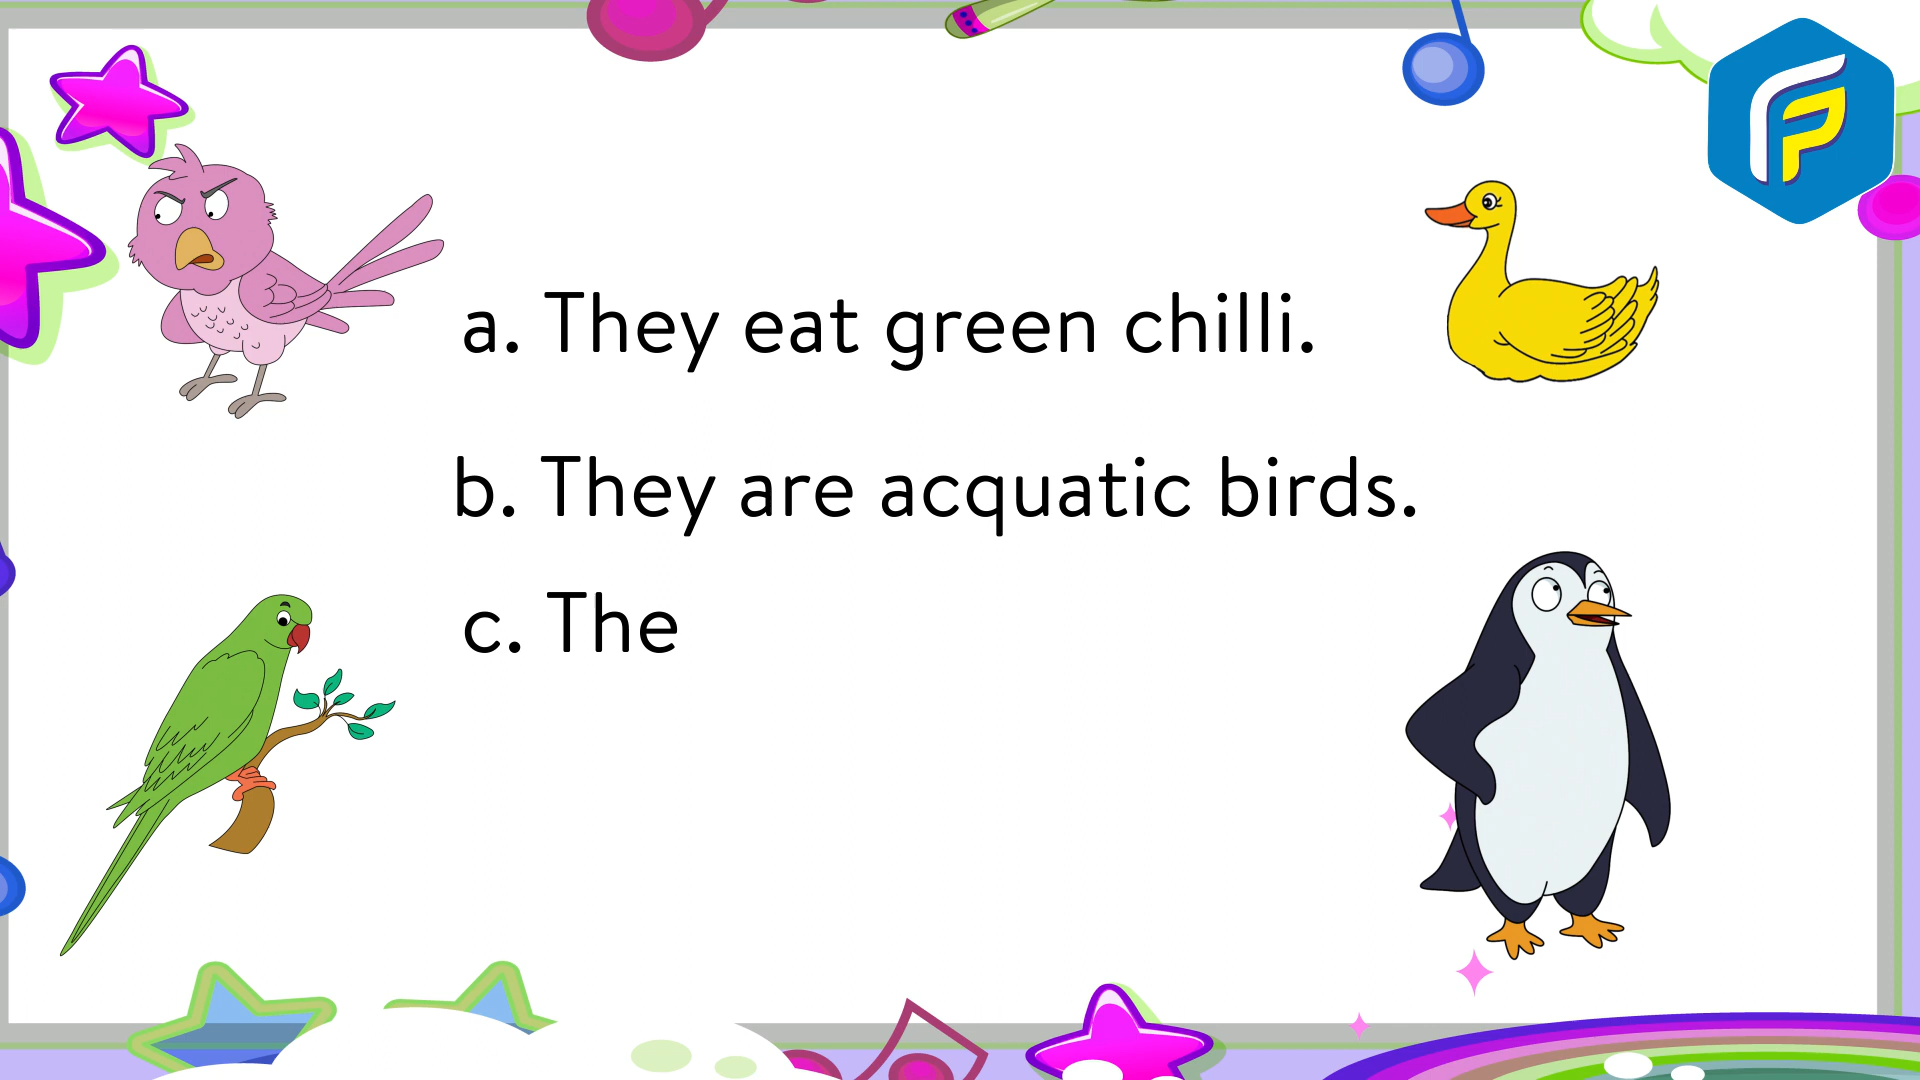 a. They eat green chilli.
b. They are acquatic birds.
c. The